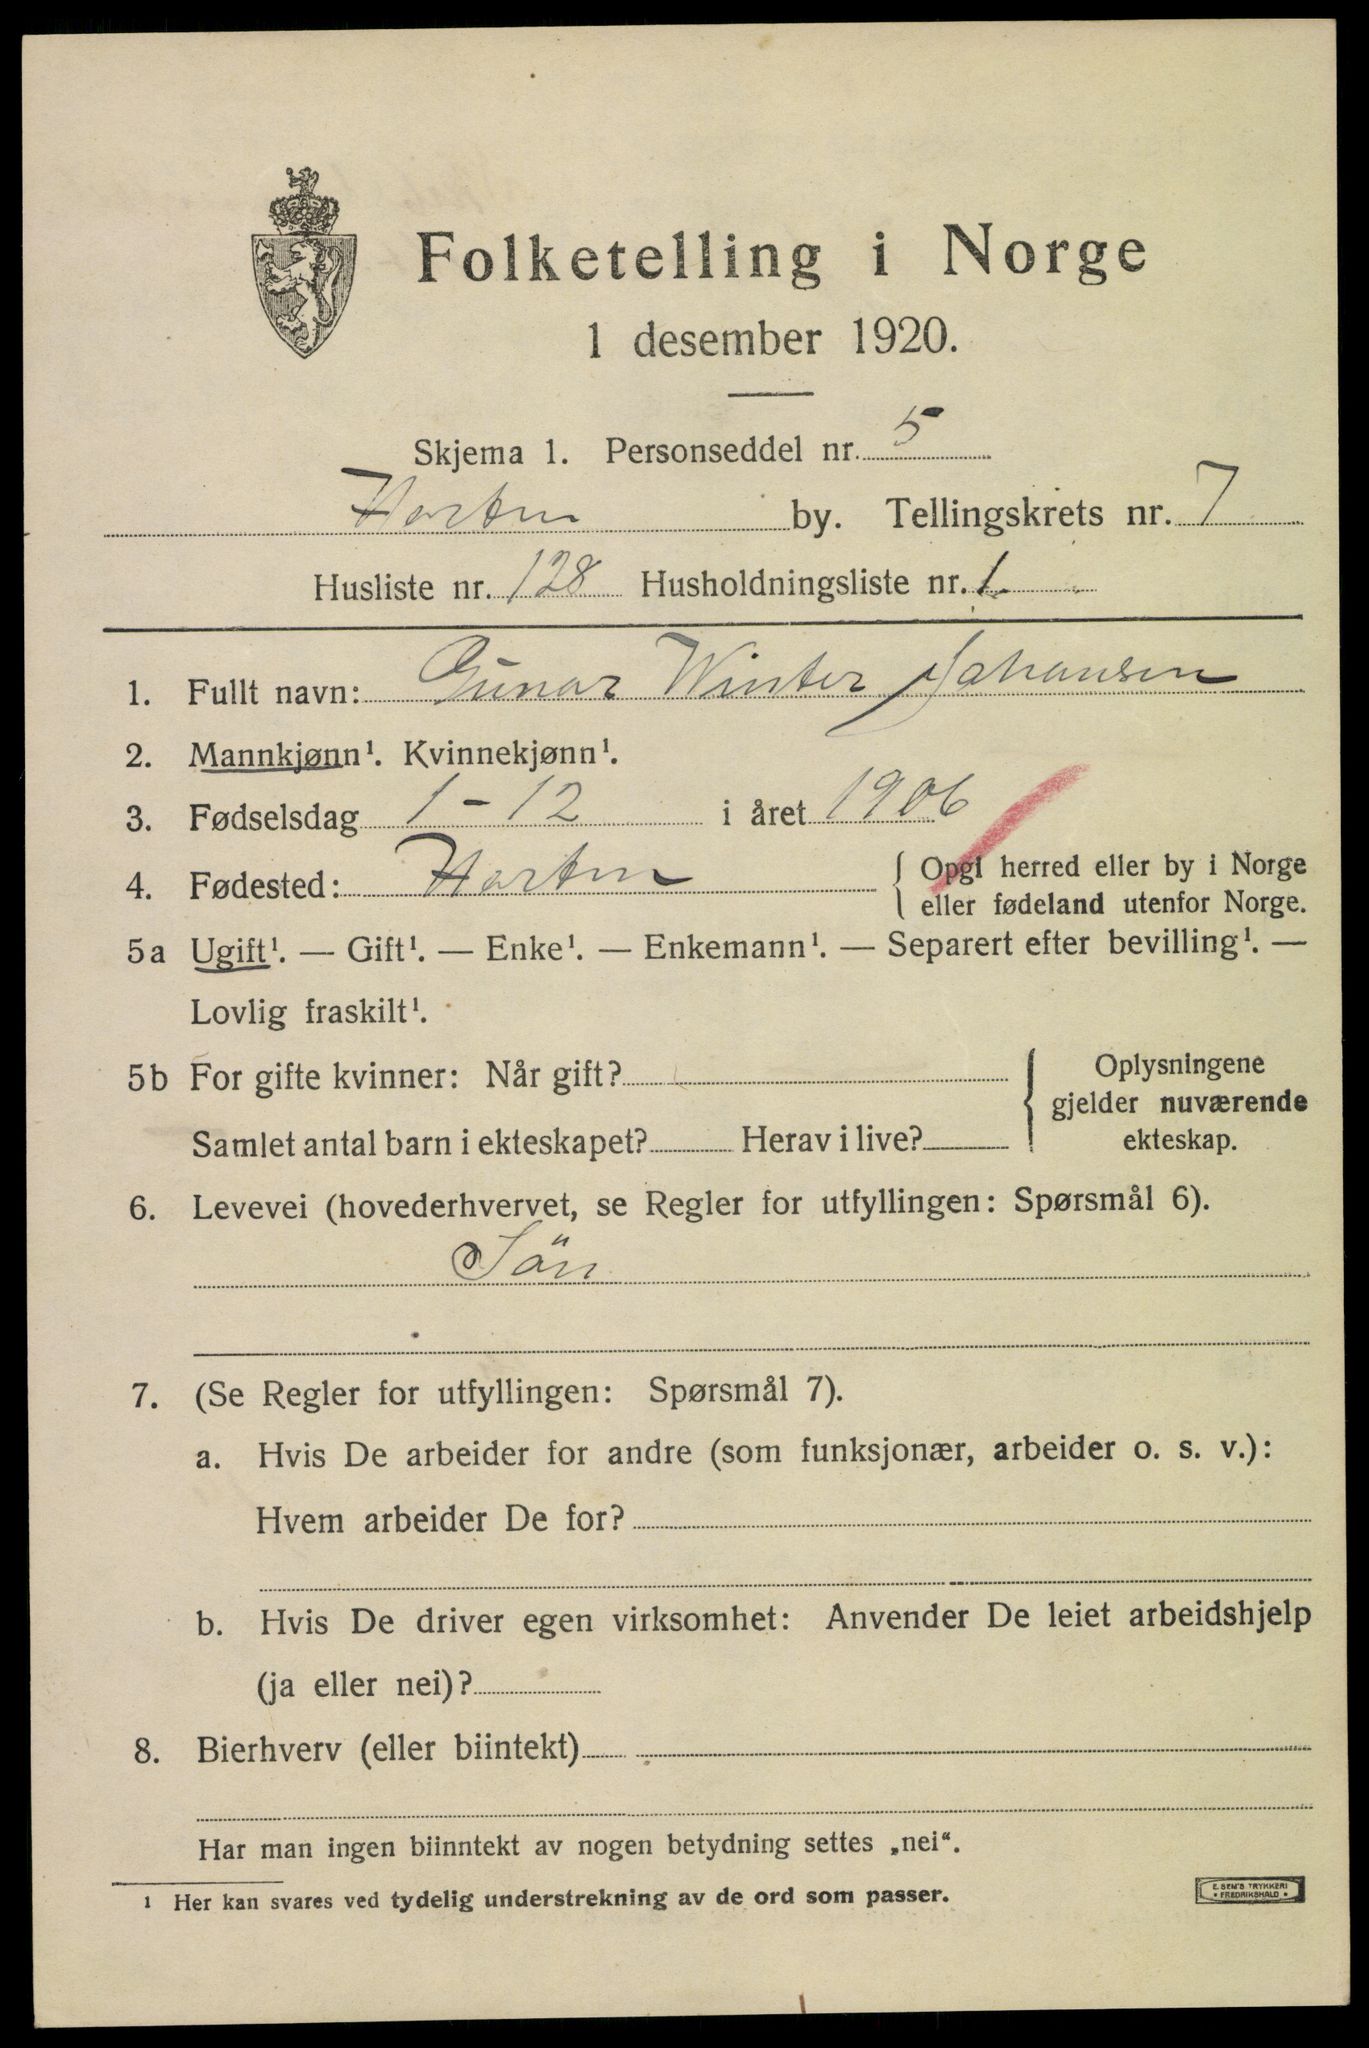 Folketelling i Norge
1 desember 1920.
Skjema 1. Personseddel nr. 5
Horten by. Tellingskrets nr. 7
Husliste nr. 128 Husholdningsliste nr. 1
1. Fullt navn: Gunar Winter Johansen
2. Mannkjønn¹. Kvinnekjønn¹.
3. Fødselsdag 1-12 i året 1906
4. Fødested: Horten { Opgi herred eller by i Norge
eller fødeland utenfor Norge.
5a Ugift¹. — Gift¹. — Enke¹. — Enkemann¹. — Separert efter bevilling¹. —
Lovlig fraskilt¹.
5b For gifte kvinner: Når gift?
Samlet antal barn i ekteskapet? Herav i live?
Oplysningene
gjelder nuværende
ekteskap.
6. Levevei (hovederhvervet, se Regler for utfyllingen: Spørsmål 6).
Sön
7. (Se Regler for utfyllingen: Spørsmål 7).
a. Hvis De arbeider for andre (som funksjonær, arbeider o. s. v.):
Hvem arbeider De for?
b. Hvis De driver egen virksomhet: Anvender De leiet arbeidshjelp
(ja eller nei)?
8. Bierhverv (eller biintekt)
Har man ingen biinntekt av nogen betydning settes „nei“.
¹ Her kan svares ved tydelig understrekning av de ord som passer.
E. SEM'S TRYKKERI
• FREDRIKSHALD •